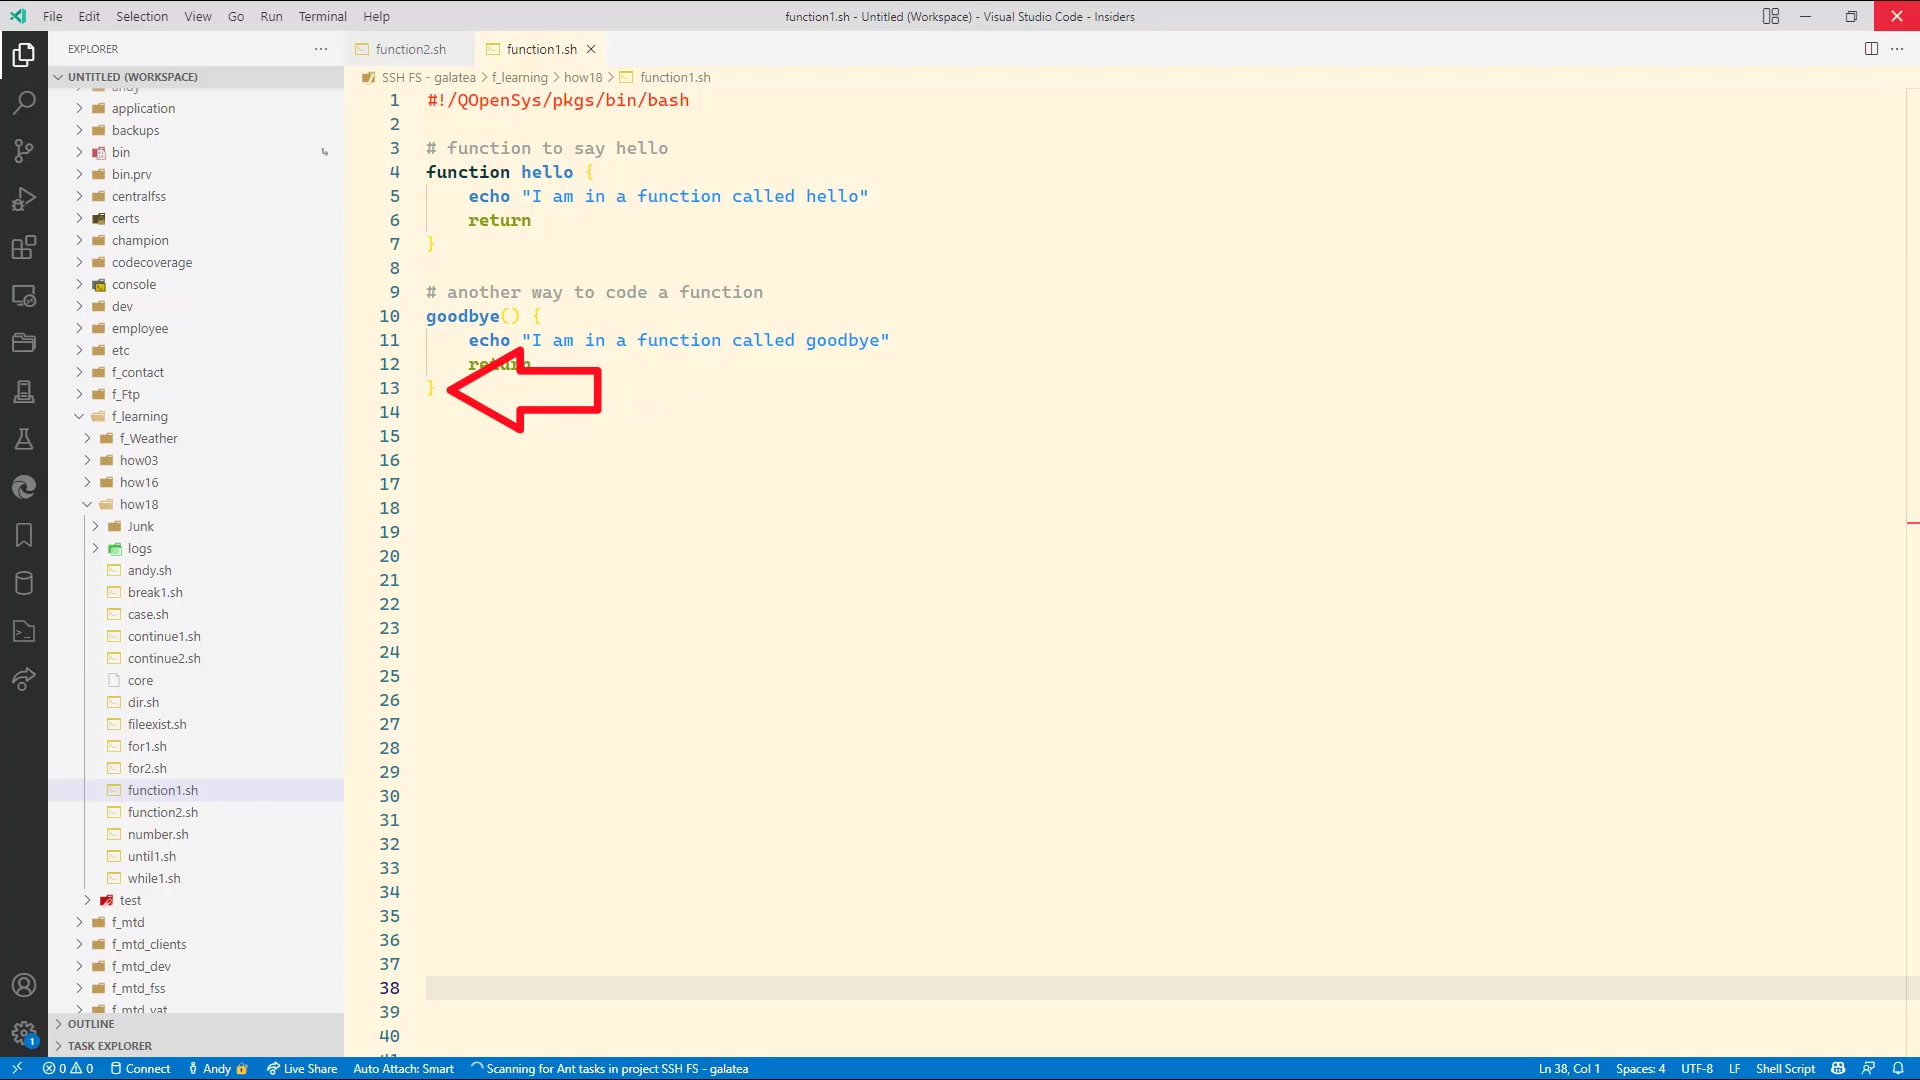 File Edit Selection View Go Run Terminal Help
function1.sh - Untitled (Workspace) - Visual Studio Code - Insiders
EXPLORER
UNTITLED (WORKSPACE)
andy
application
backups
bin
bin.prv
centralfss
certs
champion
codecoverage
console
dev
employee
etc
f_contact
f_Ftp
f_learning
f_Weather
how03
how16
how18
Junk
logs
andy.sh
break1.sh
case.sh
continue1.sh
continue2.sh
core
dir.sh
fileexist.sh
for1.sh
for2.sh
function1.sh
function2.sh
number.sh
until1.sh
while1.sh
test
f_mtd
f_mtd_clients
f_mtd_dev
f_mtd_fss
f_mtd_vat
OUTLINE
TASK EXPLORER
function2.sh
function1.sh
SSH FS - galatea > f_learning > how18 > function1.sh
1 #!/QOpenSys/pkgs/bin/bash
2
3 # function to say hello
4 function hello {
5 echo "I am in a function called hello"
6 return
7 }
8
9 # another way to code a function
10 goodbye() {
11 echo "I am in a function called goodbye"
12 return
13 }
14
15
16
17
18
19
20
21
22
23
24
25
26
27
28
29
30
31
32
33
34
35
36
37
38
39
40
1
0 0 Connect Andy Live Share Auto Attach: Smart Scanning for Ant tasks in project SSH FS - galatea Ln 38, Col 1 Spaces: 4 UTF-8 LF Shell Script